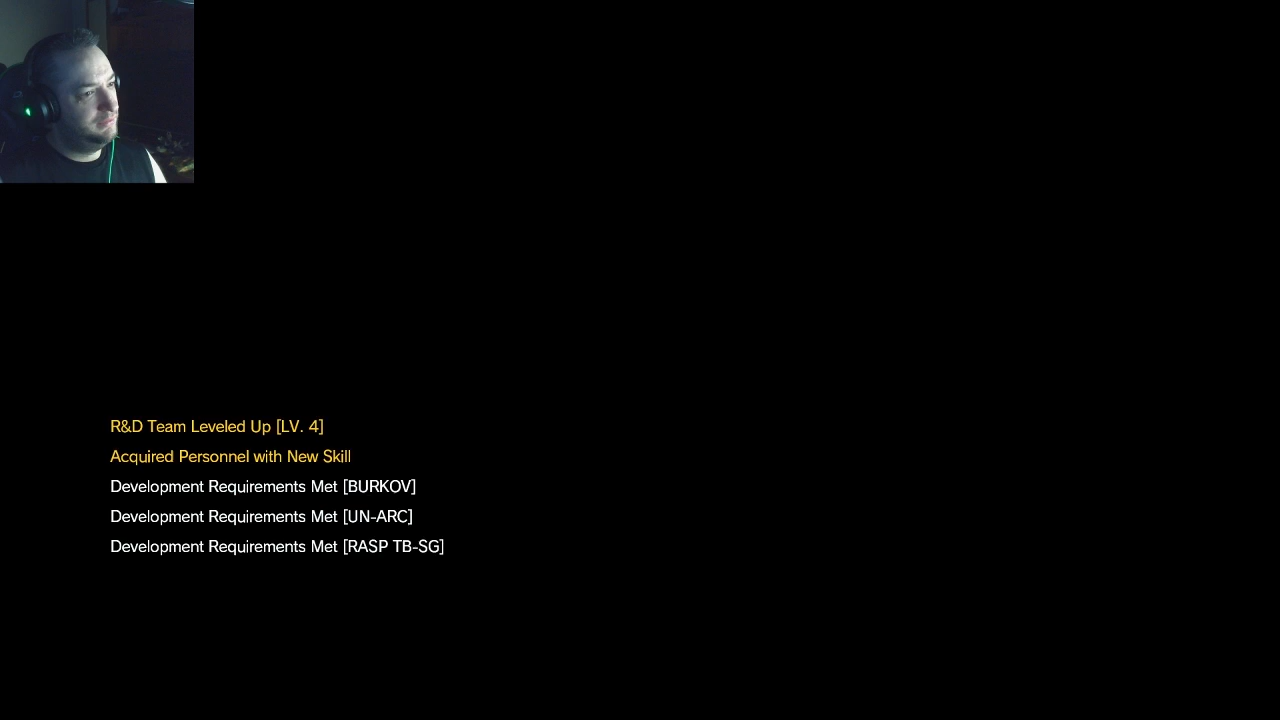 R&D Team Leveled Up [LV. 4]
Acquired Personnel with New Skill
Development Requirements Met [BURKOV]
Development Requirements Met [UN-ARC]
Development Requirements Met [RASP TB-SG]